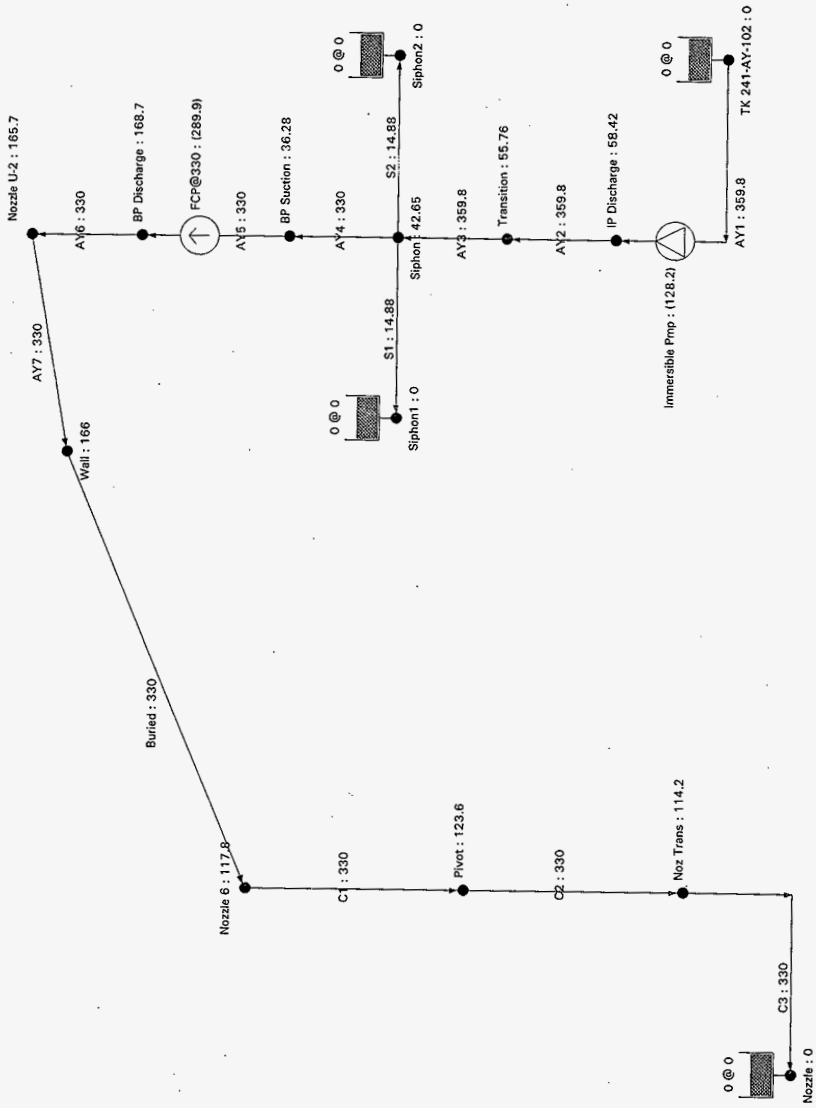 Nozzle U-2 : 165.7
AY6 : 330
BP Discharge : 168.7
FCP@330 : (289.9)
AY5 : 330
BP Suction : 36.28
AY4 : 330
0 @ 0
Siphon2 : 0
S2 : 14.88
Siphon : 42.65
S1 : 14.88
0 @ 0
Siphon1 : 0
AY3 : 359.8
Transition : 55.76
AY2 : 359.8
IP Discharge : 58.42
Immersible Pmp : (128.2)
AY1 : 359.8
0 @ 0
TK 241-AY-102 : 0
AY7 : 330
Wall : 166
Buried : 330
Nozzle 6 : 117.8
C1 : 330
Pivot : 123.6
C2 : 330
Noz Trans : 114.2
C3 : 330
0 @ 0
Nozzle : 0